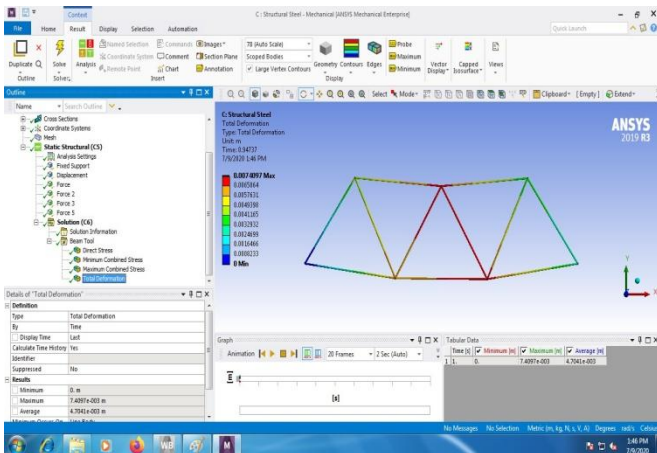 C : Structural Steel - Mechanical [ANSYS Mechanical Enterprise]
Context
File Home Result Display Selection Automation
Quick Launch
Duplicate Q Solve Analysis
Named Selection Commands Images
Coordinate System Comment Section Plane
Remote Point Chart Annotation
78 (Auto Scale)
Scoped Bodies
Large Vertex Contours
Geometry Contours Edges
Probe
Maximum
Minimum
Vector Display
Capped Isosurface
Views
Outline Solver Insert Display
Outline
Name Search Outline
Cross Sections
Coordinate Systems
Mesh
Static Structural (C5)
Analysis Settings
Fixed Support
Displacement
Force
Force 2
Force 3
Force 5
Solution (C6)
Solution Information
Beam Tool
Direct Stress
Minimum Combined Stress
Maximum Combined Stress
Total Deformation
Select Mode Clipboard [Empty] Extend
C: Structural Steel
Total Deformation
Type: Total Deformation
Unit: m
Time: 0.94737
7/9/2020 1:46 PM
0.0074097 Max
0.0065864
0.0057631
0.0049398
0.0041165
0.0032932
0.0024699
0.0016466
0.0008233
0 Min
ANSYS
2019 R3
Y
X
Details of "Total Deformation"
Definition
Type Total Deformation
By Time
Display Time Last
Calculate Time History Yes
Identifier
Suppressed No
Results
Minimum 0. m
Maximum 7.4097e-003 m
Average 4.7041e-003 m
Graph
Animation 20 Frames 2 Sec (Auto)
[s]
Tabular Data
Time [s] Minimum [m] Maximum [m] Average [m]
1 1. 0. 7.4097e-003 4.7041e-003
No Messages No Selection Metric (m, kg, N, s, V, A) Degrees rad/s Celsius
WB M
1:46 PM
7/9/2020